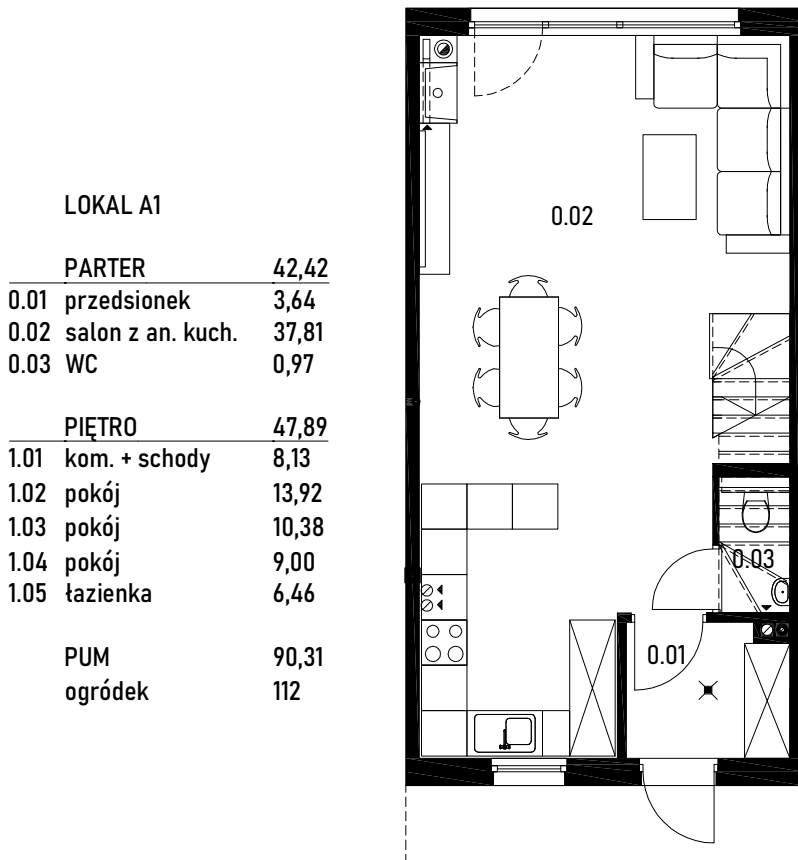 LOKAL A1
PARTER 42,42
0.01 przedsionek 3,64
0.02 salon z an. kuch. 37,81
0.03 WC 0,97
PIĘTRO 47,89
1.01 kom. + schody 8,13
1.02 pokój 13,92
1.03 pokój 10,38
1.04 pokój 9,00
1.05 łazienka 6,46
PUM 90,31
ogródek 112
0.02
0.03
0.01